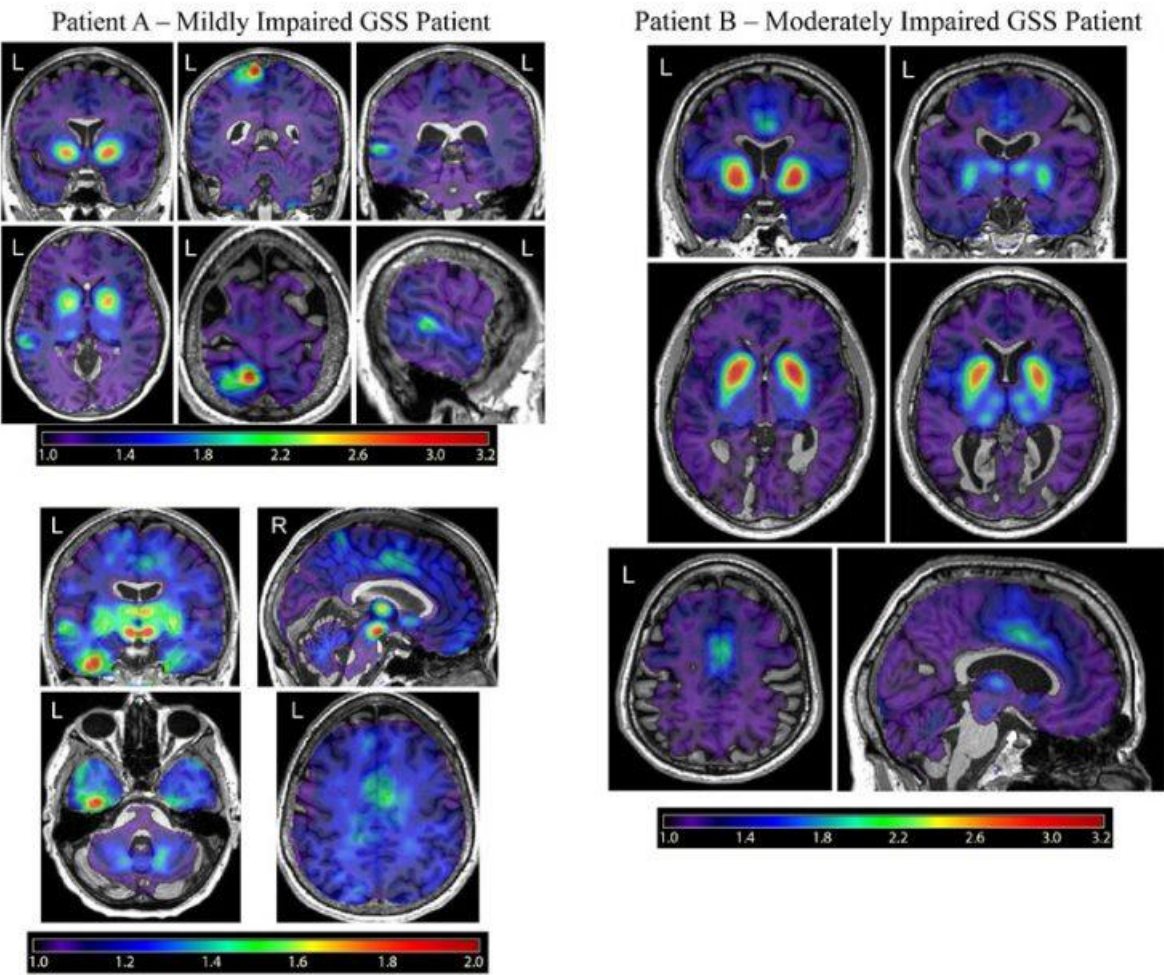 Patient A – Mildly Impaired GSS Patient
L L L
L L L
1.0 1.4 1.8 2.2 2.6 3.0 3.2
L R
L L
1.0 1.2 1.4 1.6 1.8 2.0
Patient B – Moderately Impaired GSS Patient
L L
L
1.0 1.4 1.8 2.2 2.6 3.0 3.2